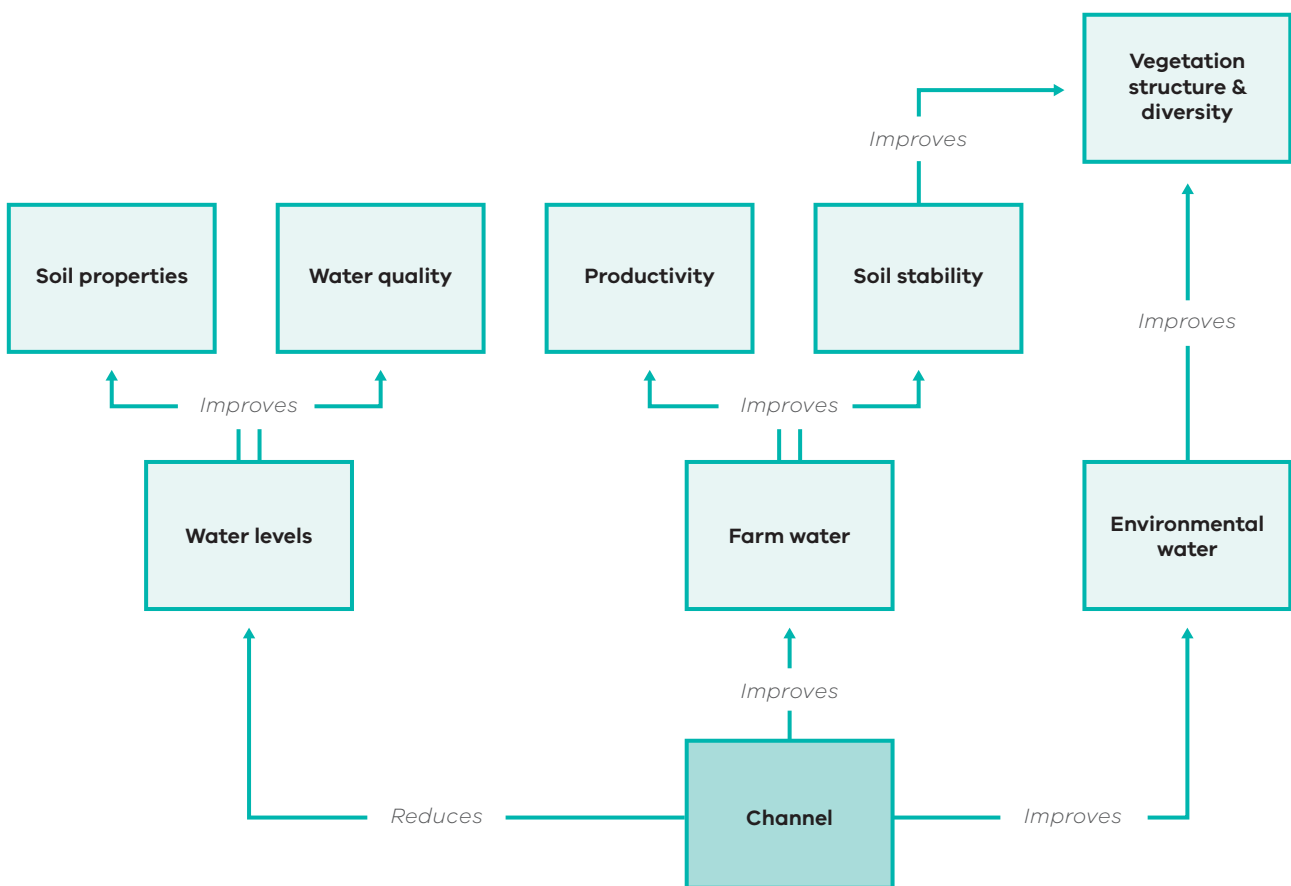 Vegetation
structure &
diversity
Improves
Soil properties
Water quality
Productivity
Soil stability
Improves
Improves
Improves
Water levels
Farm water
Environmental
water
Improves
Reduces
Channel
Improves